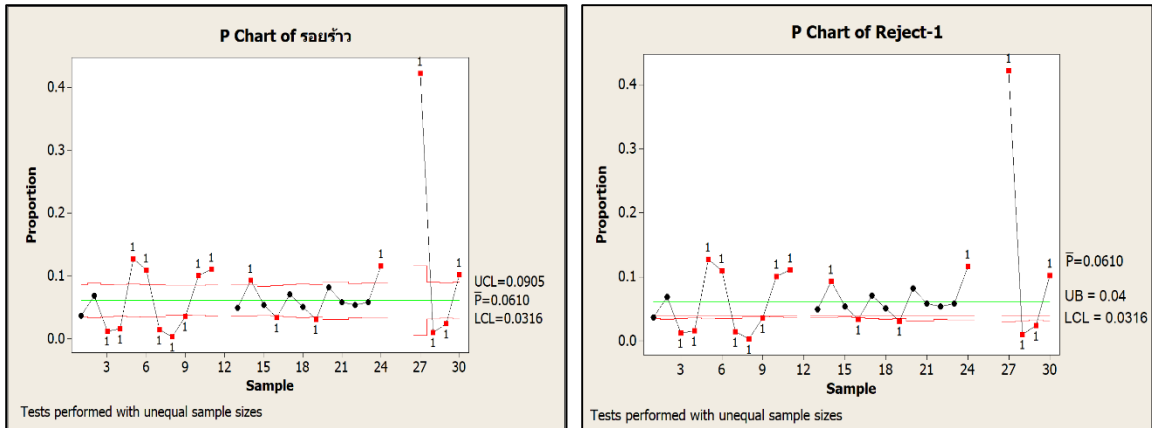 P Chart of รอยร้าว
1
0.4
0.3
Proportion
0.2
1 1 1 1 1 1 1
0.1
UCL=0.0905
P̅=0.0610
LCL=0.0316
0.0
1 1 1 1 1 1 1 1 1
3 6 9 12 15 18 21 24 27 30
Sample
Tests performed with unequal sample sizes
P Chart of Reject-1
1
0.4
0.3
Proportion
0.2
1 1 1 1 1 1 1
0.1
P̅=0.0610
UB = 0.04
LCL = 0.0316
0.0
1 1 1 1 1 1 1 1 1
3 6 9 12 15 18 21 24 27 30
Sample
Tests performed with unequal sample sizes